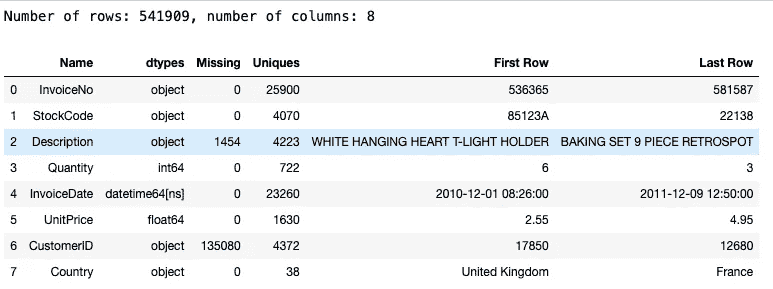 Number of rows: 541909, number of columns: 8
Name dtypes Missing Uniques First Row Last Row
0 InvoiceNo object 0 25900 536365 581587
1 StockCode object 0 4070 85123A 22138
2 Description object 1454 4223 WHITE HANGING HEART T-LIGHT HOLDER BAKING SET 9 PIECE RETROSPOT
3 Quantity int64 0 722 6 3
4 InvoiceDate datetime64[ns] 0 23260 2010-12-01 08:26:00 2011-12-09 12:50:00
5 UnitPrice float64 0 1630 2.55 4.95
6 CustomerID object 135080 4372 17850 12680
7 Country object 0 38 United Kingdom France